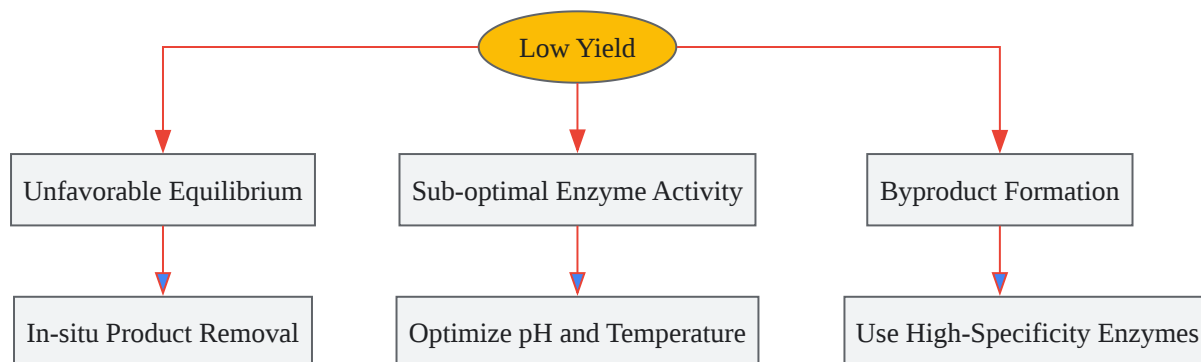 Low Yield
Unfavorable Equilibrium
Sub-optimal Enzyme Activity
Byproduct Formation
In-situ Product Removal
Optimize pH and Temperature
Use High-Specificity Enzymes